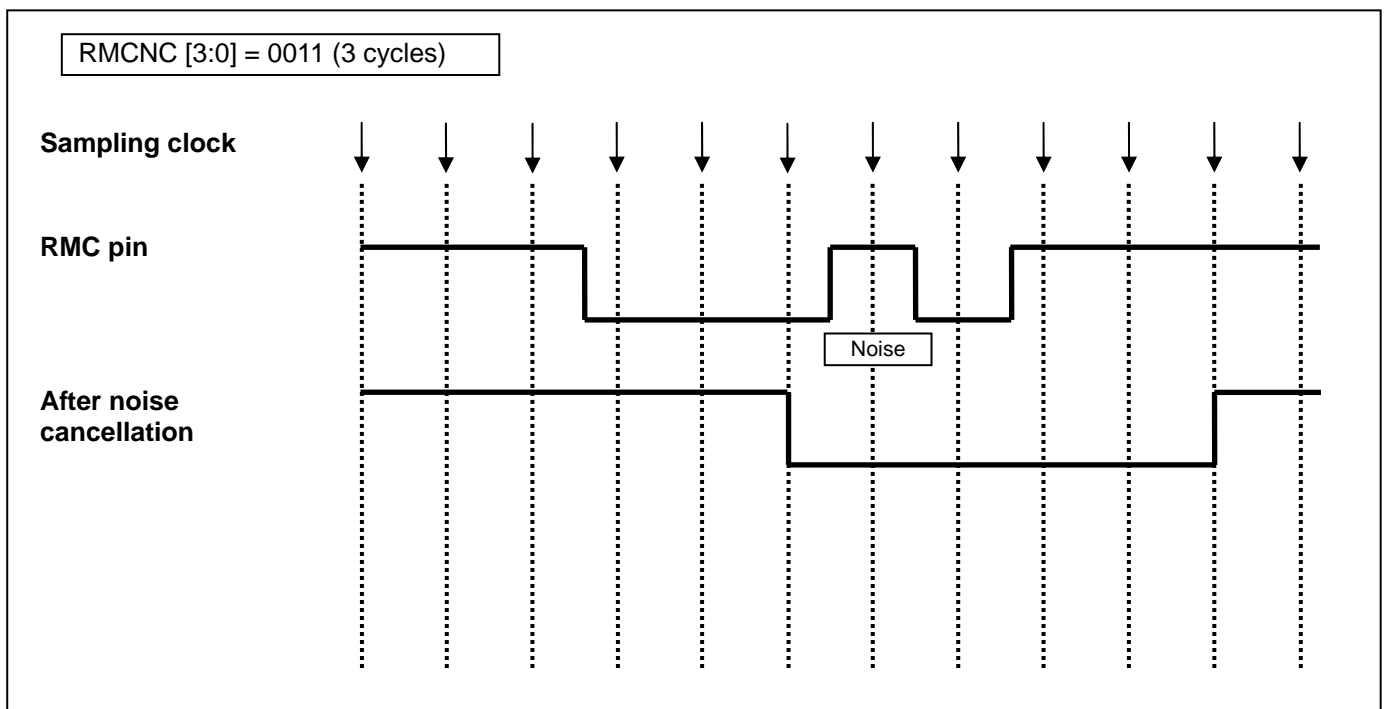 RMCNC [3:0] = 0011 (3 cycles)
Sampling clock
RMC pin
Noise
After noise
cancellation